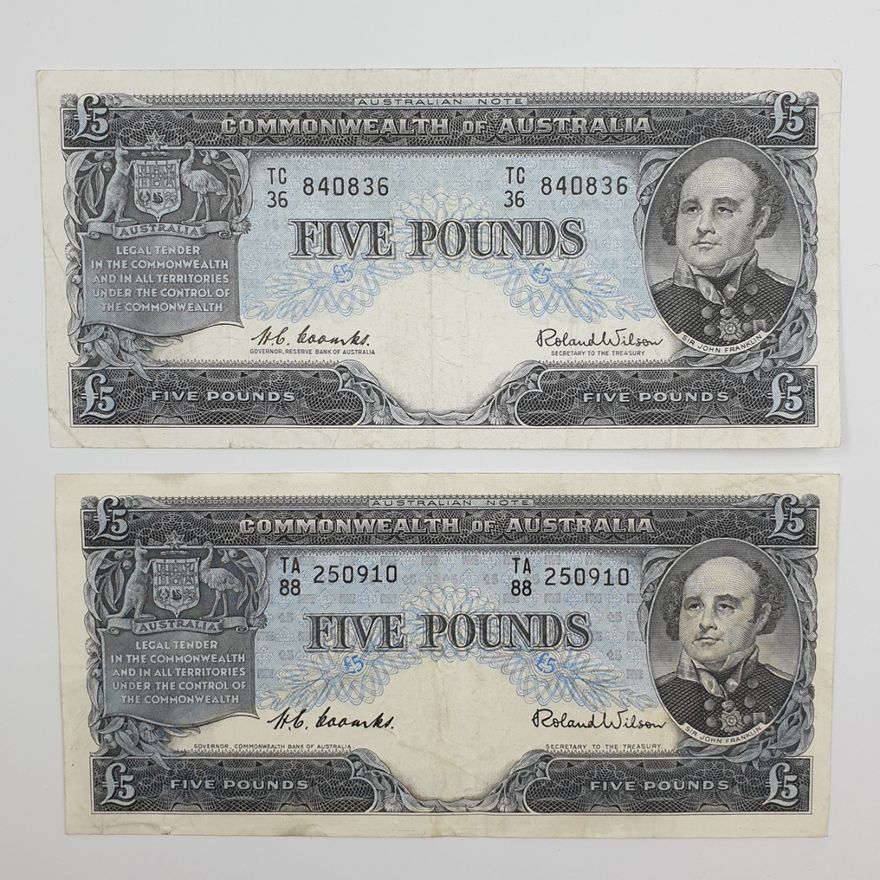 AUSTRALIAN NOTE
£5 COMMONWEALTH OF AUSTRALIA £5
TC 36 840836 TC 36 840836
FIVE POUNDS
£5 £5
AUSTRALIA
LEGAL TENDER
IN THE COMMONWEALTH
AND IN ALL TERRITORIES
UNDER THE CONTROL OF
THE COMMONWEALTH
H.C. Coombs. Roland Wilson
GOVERNOR, RESERVE BANK OF AUSTRALIA SECRETARY TO THE TREASURY
SIR JOHN FRANKLIN
£5 FIVE POUNDS FIVE POUNDS £5
AUSTRALIAN NOTE
£5 COMMONWEALTH OF AUSTRALIA £5
TA 88 250910 TA 88 250910
FIVE POUNDS
£5 £5
AUSTRALIA
LEGAL TENDER
IN THE COMMONWEALTH
AND IN ALL TERRITORIES
UNDER THE CONTROL OF
THE COMMONWEALTH
H.C. Coombs. Roland Wilson
GOVERNOR, COMMONWEALTH BANK OF AUSTRALIA SECRETARY TO THE TREASURY
SIR JOHN FRANKLIN
£5 FIVE POUNDS FIVE POUNDS £5